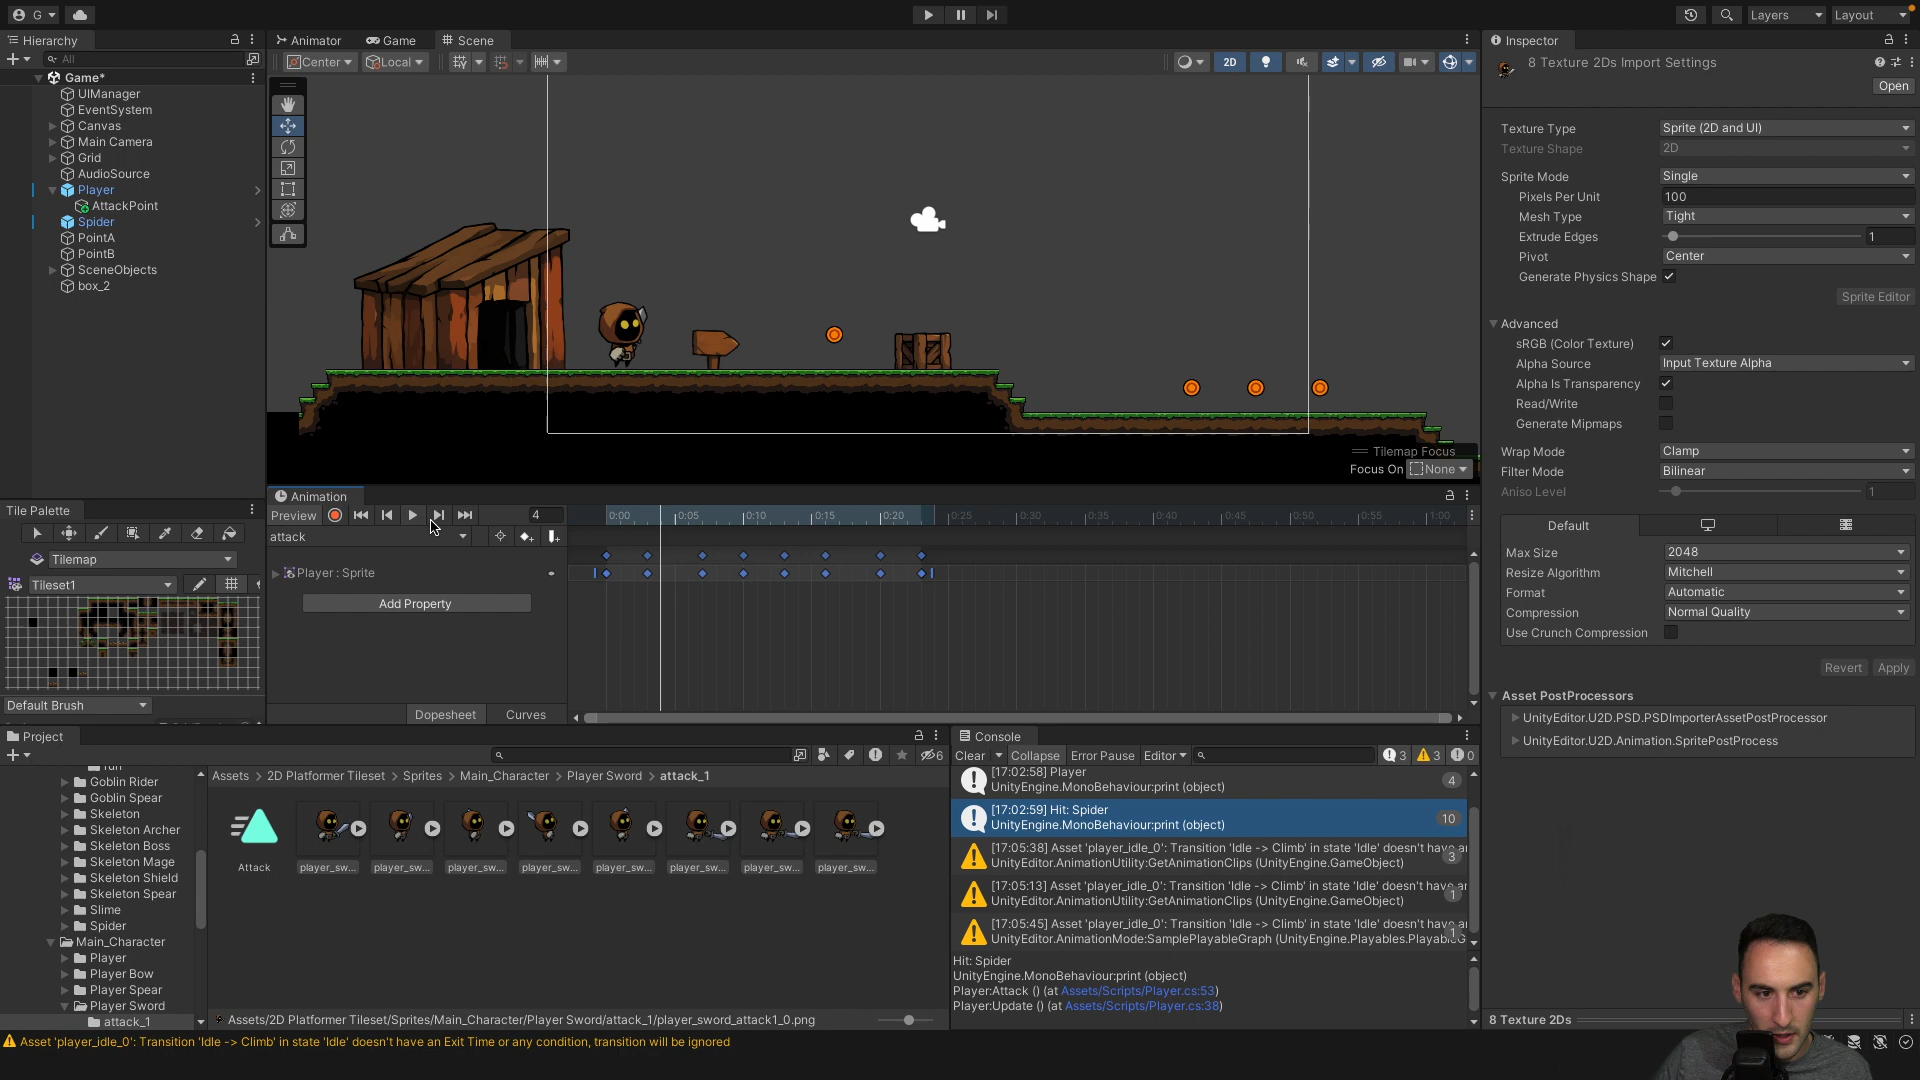 G
Layers
Layout
Hierarchy
All
Game*
UIManager
EventSystem
Canvas
Main Camera
Grid
AudioSource
Player
AttackPoint
Spider
PointA
PointB
SceneObjects
box_2
Animator
Game
Scene
Center
Local
2D
Tilemap Focus
Focus On
None
Inspector
8 Texture 2Ds Import Settings
Open
Texture Type
Sprite (2D and UI)
Texture Shape
2D
Sprite Mode
Single
Pixels Per Unit
100
Mesh Type
Tight
Extrude Edges
1
Pivot
Center
Generate Physics Shape
Sprite Editor
Advanced
sRGB (Color Texture)
Alpha Source
Input Texture Alpha
Alpha Is Transparency
Read/Write
Generate Mipmaps
Wrap Mode
Clamp
Filter Mode
Bilinear
Aniso Level
1
Default
Max Size
2048
Resize Algorithm
Mitchell
Format
Automatic
Compression
Normal Quality
Use Crunch Compression
Revert
Apply
Asset PostProcessors
UnityEditor.U2D.PSD.PSDImporterAssetPostProcessor
UnityEditor.U2D.Animation.SpritePostProcess
8 Texture 2Ds
Tile Palette
Tilemap
Tileset1
Default Brush
Animation
Preview
4
0:00
0:05
0:10
0:15
0:20
0:25
0:30
0:35
0:40
0:45
0:50
0:55
1:00
attack
Player : Sprite
Add Property
Dopesheet
Curves
Project
6
run
Goblin Rider
Goblin Spear
Skeleton
Skeleton Archer
Skeleton Boss
Skeleton Mage
Skeleton Shield
Skeleton Spear
Slime
Spider
Main_Character
Player
Player Bow
Player Spear
Player Sword
attack_1
Assets > 2D Platformer Tileset > Sprites > Main_Character > Player Sword > attack_1
Attack
player_sw...
player_sw...
player_sw...
player_sw...
player_sw...
player_sw...
player_sw...
player_sw...
Assets/2D Platformer Tileset/Sprites/Main_Character/Player Sword/attack_1/player_sword_attack1_0.png
Console
Clear
Collapse
Error Pause
Editor
3
3
0
[17:02:58] Player
UnityEngine.MonoBehaviour:print (object)
4
[17:02:59] Hit: Spider
UnityEngine.MonoBehaviour:print (object)
10
[17:05:38] Asset 'player_idle_0': Transition 'Idle -> Climb' in state 'Idle' doesn't have ar
UnityEditor.AnimationUtility:GetAnimationClips (UnityEngine.GameObject)
3
[17:05:13] Asset 'player_idle_0': Transition 'Idle -> Climb' in state 'Idle' doesn't have ar
UnityEditor.AnimationUtility:GetAnimationClips (UnityEngine.GameObject)
1
[17:05:45] Asset 'player_idle_0': Transition 'Idle -> Climb' in state 'Idle' doesn't have ar
UnityEditor.AnimationMode:SamplePlayableGraph (UnityEngine.Playables.PlayableG
1
Hit: Spider
UnityEngine.MonoBehaviour:print (object)
Player:Attack () (at Assets/Scripts/Player.cs:53)
Player:Update () (at Assets/Scripts/Player.cs:38)
Asset 'player_idle_0': Transition 'Idle -> Climb' in state 'Idle' doesn't have an Exit Time or any condition, transition will be ignored